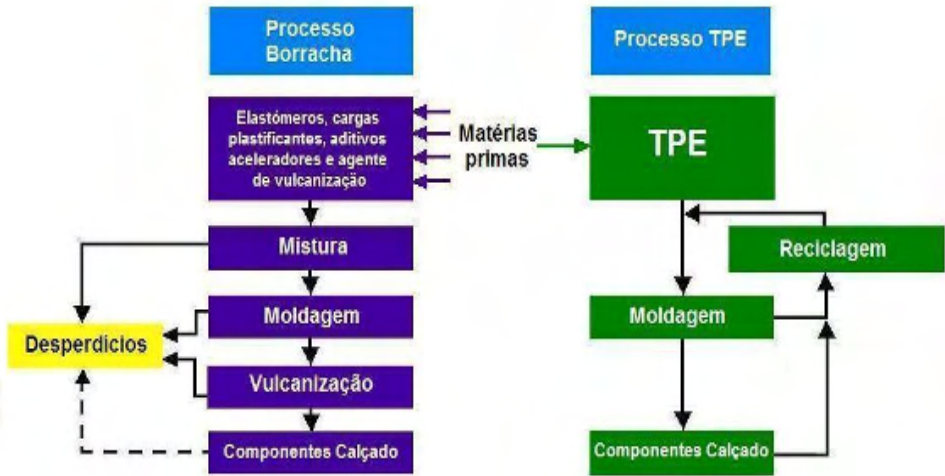 Processo
Borracha
Processo TPE
Elastómeros, cargas
plastificantes, aditivos
aceleradores e agente
de vulcanização
Matérias
primas
TPE
Mistura
Reciclagem
Moldagem
Moldagem
Desperdicios
Vulcanização
Componentes Calçado
Componentes Calçado